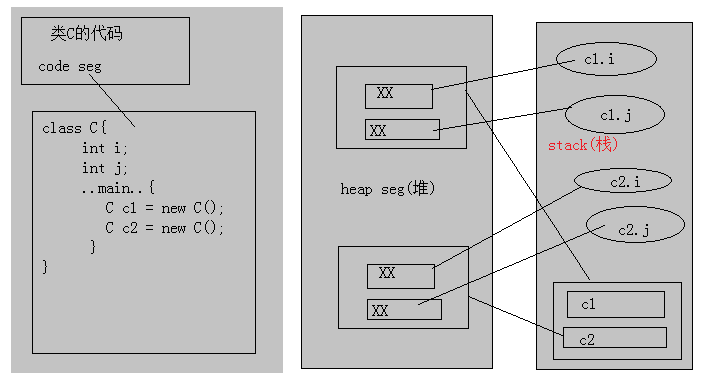 类C的代码
code seg
class C{
int i;
int j;
..main..{
C c1 = new C();
C c2 = new C();
}
}
XX
XX
heap seg(堆)
XX
XX
c1.i
c1.j
stack(栈)
c2.i
c2.j
c1
c2